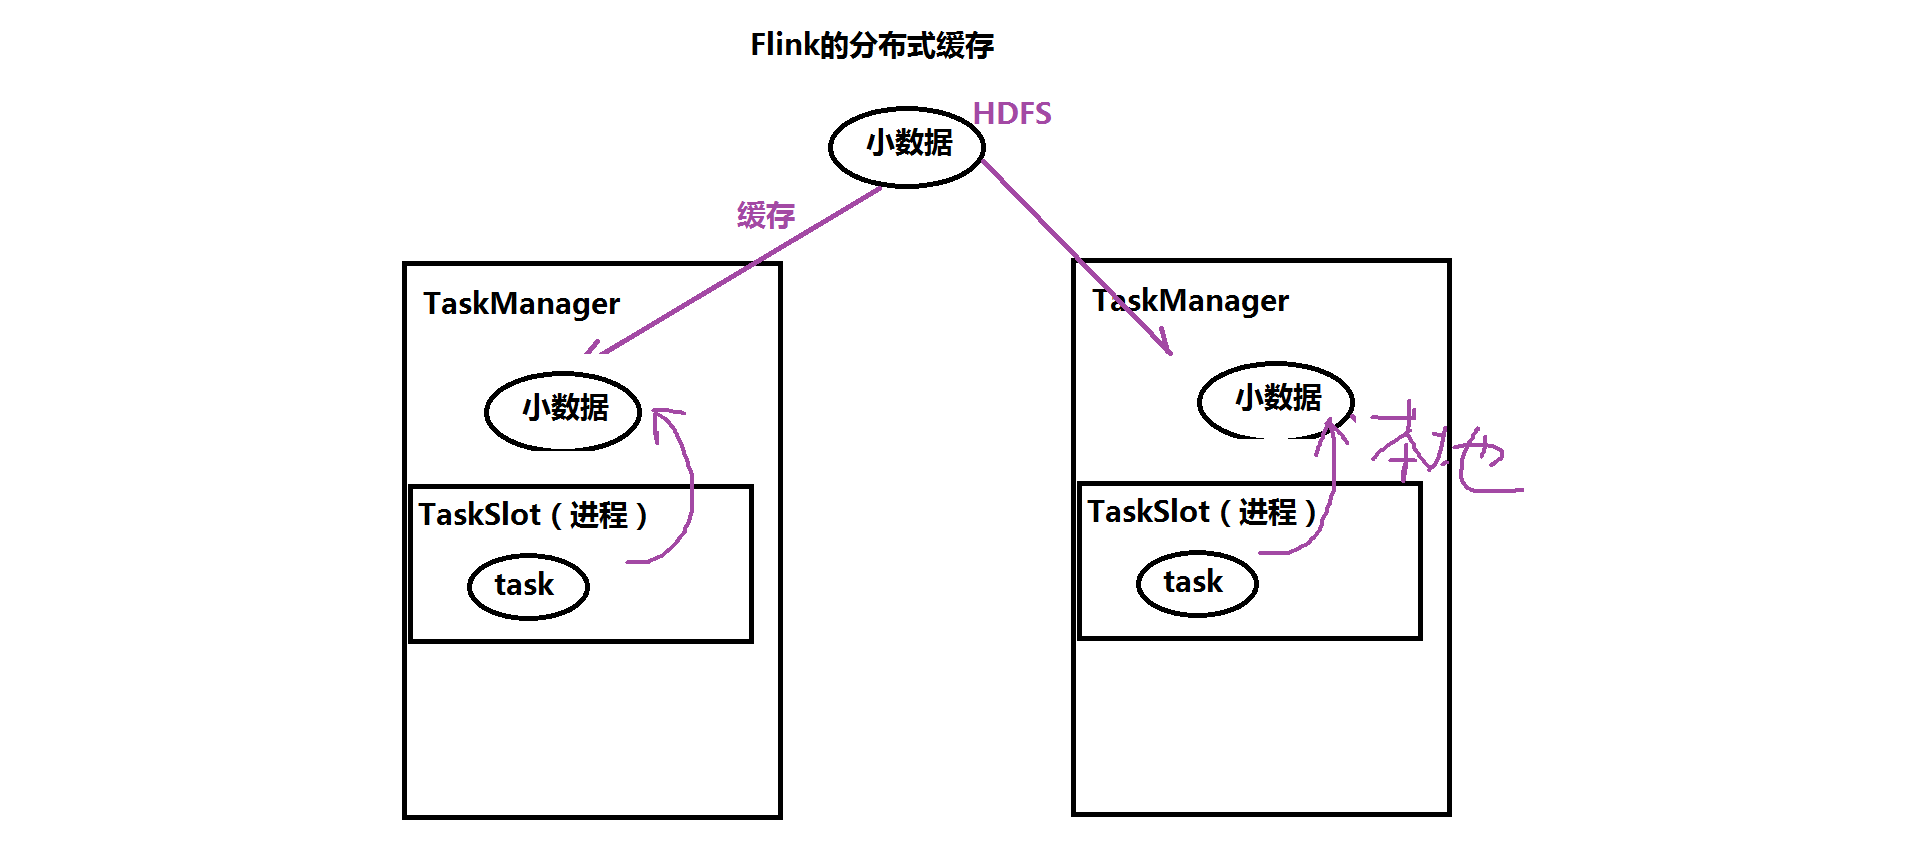 Flink的分布式缓存
HDFS
小数据
缓存
TaskManager
TaskManager
小数据
小数据
本地
TaskSlot（进程）
TaskSlot（进程）
task
task